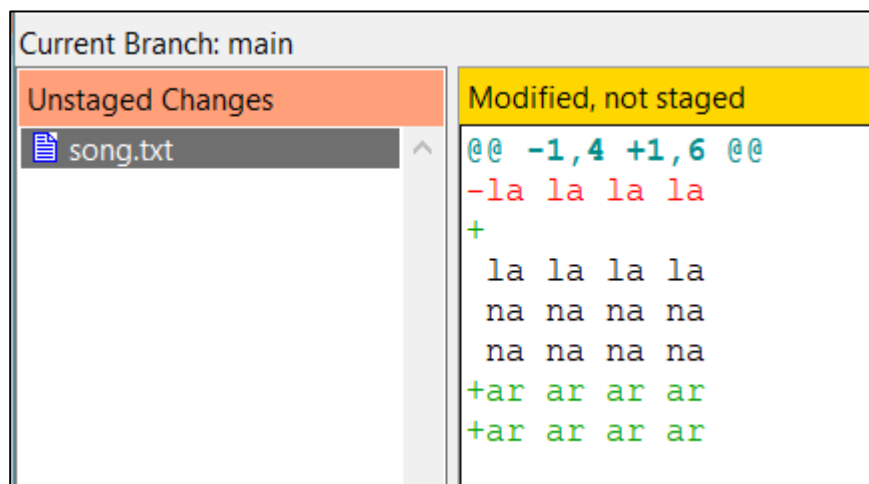 Current Branch: main
Unstaged Changes
song.txt
Modified, not staged
@@ -1,4 +1,6 @@
-la la la la
+
 la la la la
 na na na na
 na na na na
+ar ar ar ar
+ar ar ar ar